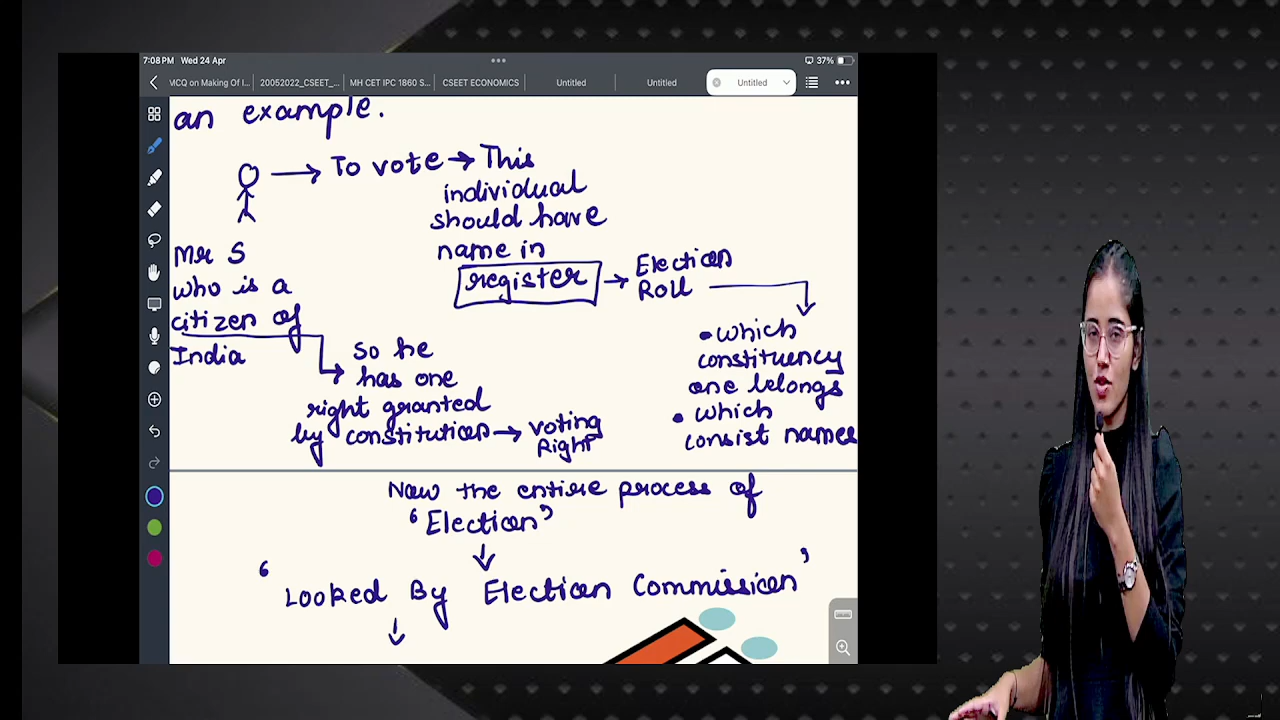 7:08 PM Wed 24 Apr
37%
MCQ on Making Of I...
20052022_CSEET_...
MH CET IPC 1860 S...
CSEET ECONOMICS
Untitled
Untitled
Untitled
an example.
→ To vote → This
individual
should have
name in
register → Election
Roll
Mr S
who is a
citizen of
India
So he
has one
right granted
by constitution → voting
Right
• which
constituency
one belongs
• which
consist names
Now the entire process of
‘Election’
‘Looked By Election Commission’